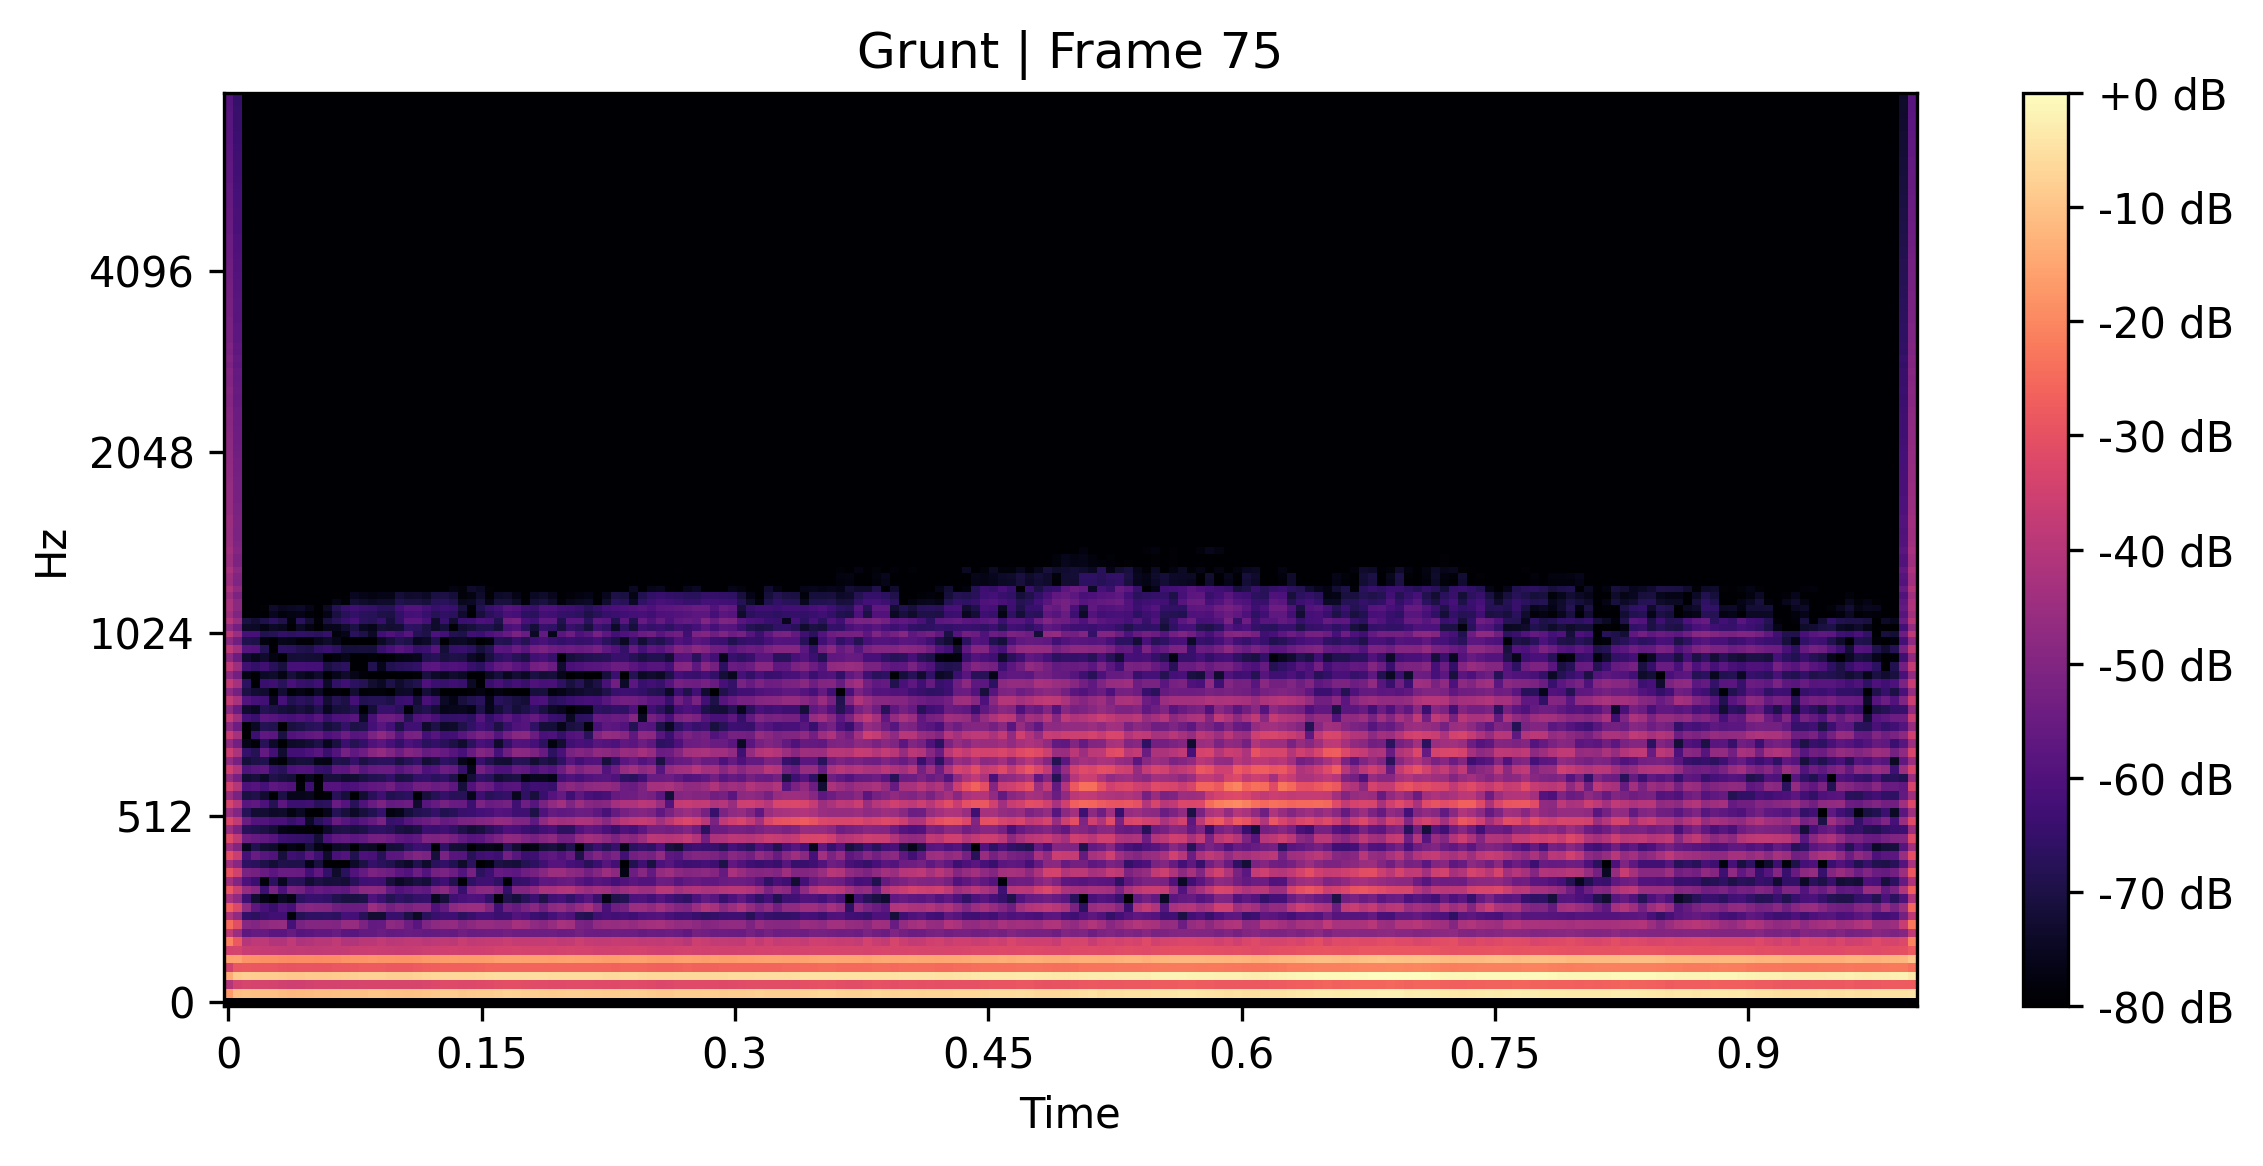 Grunt | Frame 75
Hz
4096
2048
1024
512
0
0 0.15 0.3 0.45 0.6 0.75 0.9
Time
+0 dB
-10 dB
-20 dB
-30 dB
-40 dB
-50 dB
-60 dB
-70 dB
-80 dB